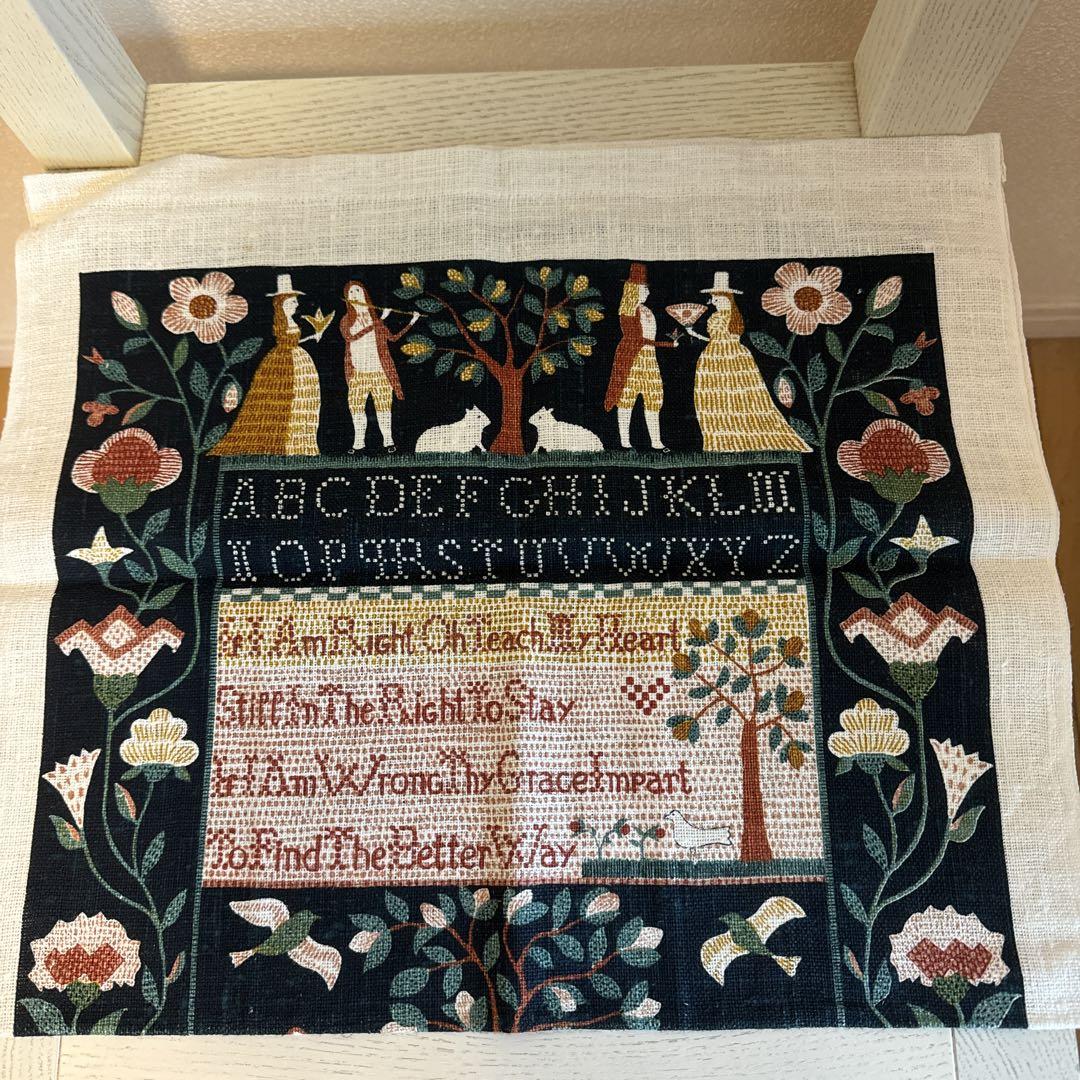 ABCDEFGHIJKLM
NOPQRSTUVWXYZ
If I Am Right Oh Teach My Heart
Still In The Right To Stay
If I Am Wrong Thy Grace Impart
To Find The Better Way